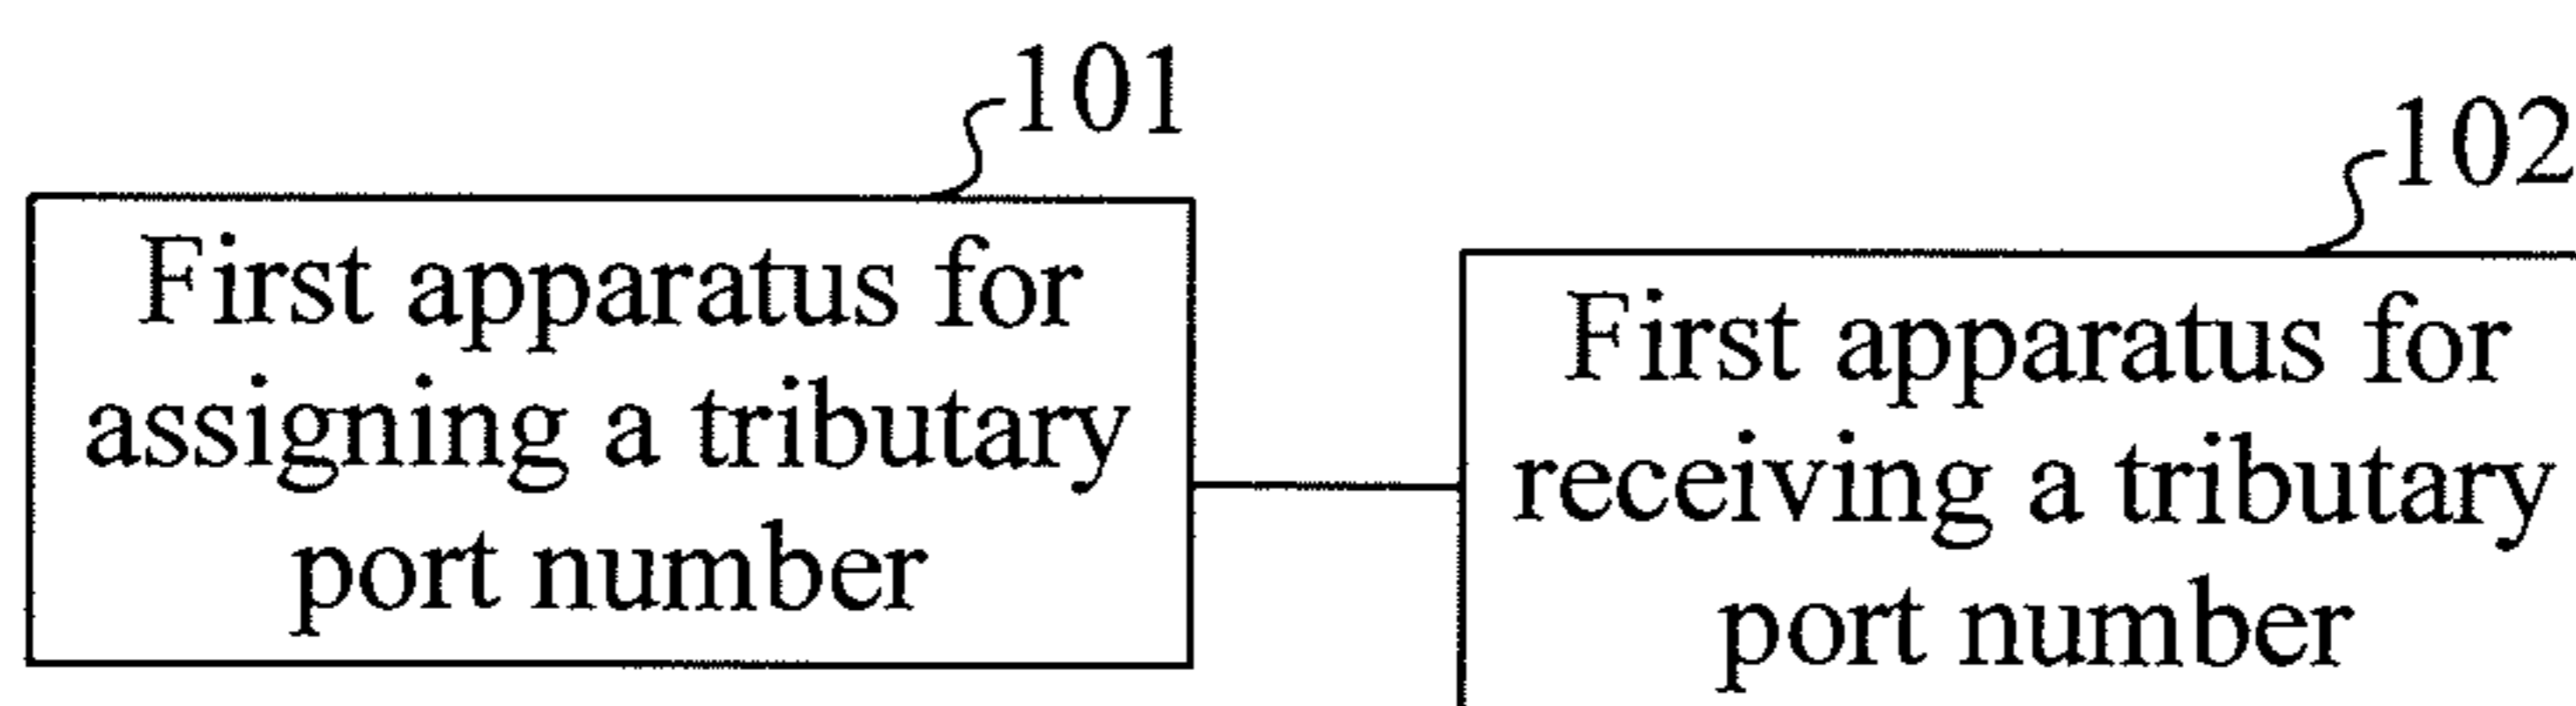 101
First apparatus for
assigning a tributary
port number
102
First apparatus for
receiving a tributary
port number